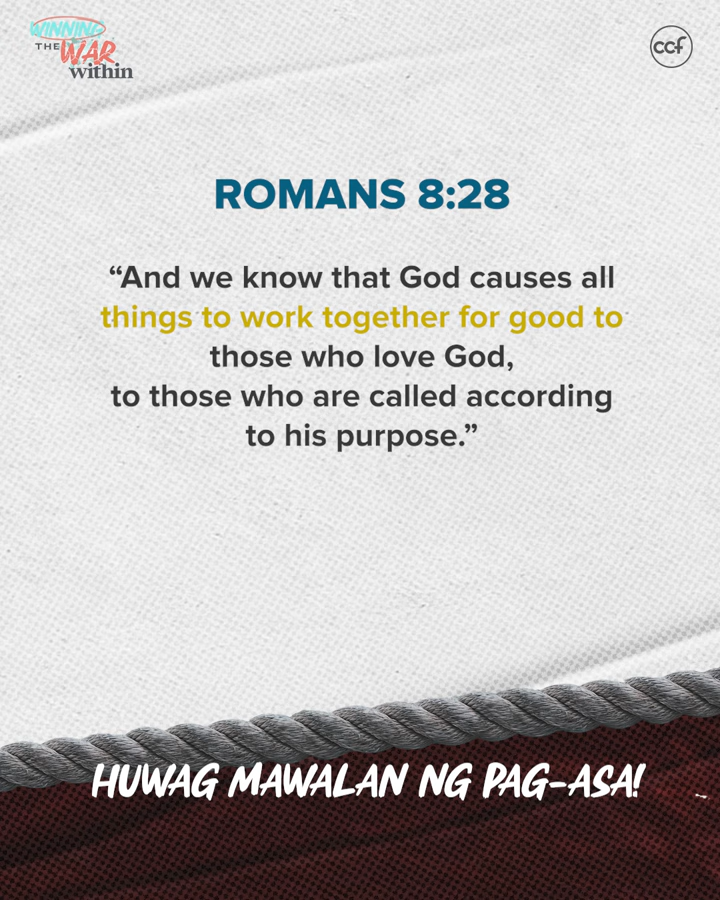 WINNING
THE WAR
within
ccf
ROMANS 8:28
“And we know that God causes all
things to work together for good to
those who love God,
to those who are called according
to his purpose.”
HUWAG MAWALAN NG PAG-ASA!